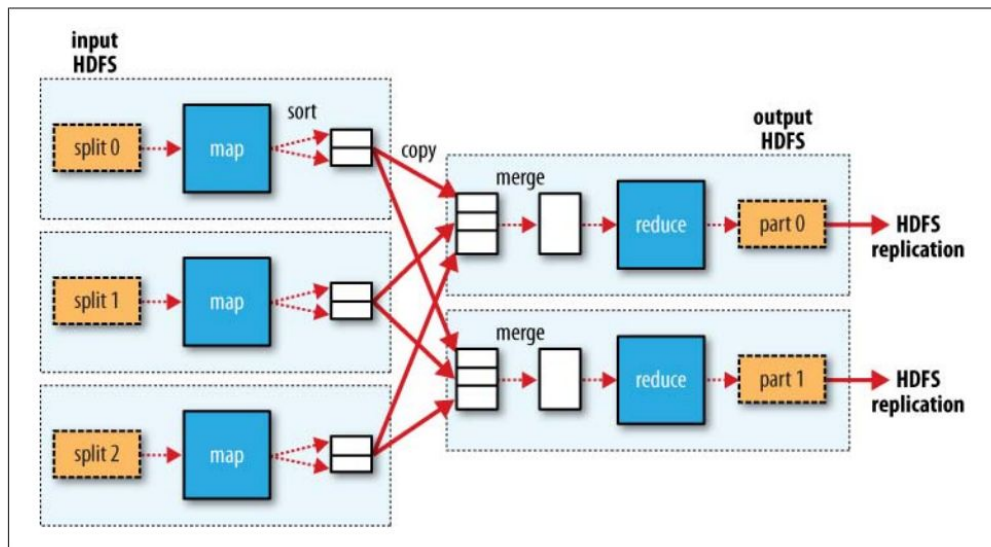 input
HDFS
split 0
map
sort
copy
split 1
map
split 2
map
output
HDFS
merge
reduce
part 0
HDFS
replication
merge
reduce
part 1
HDFS
replication